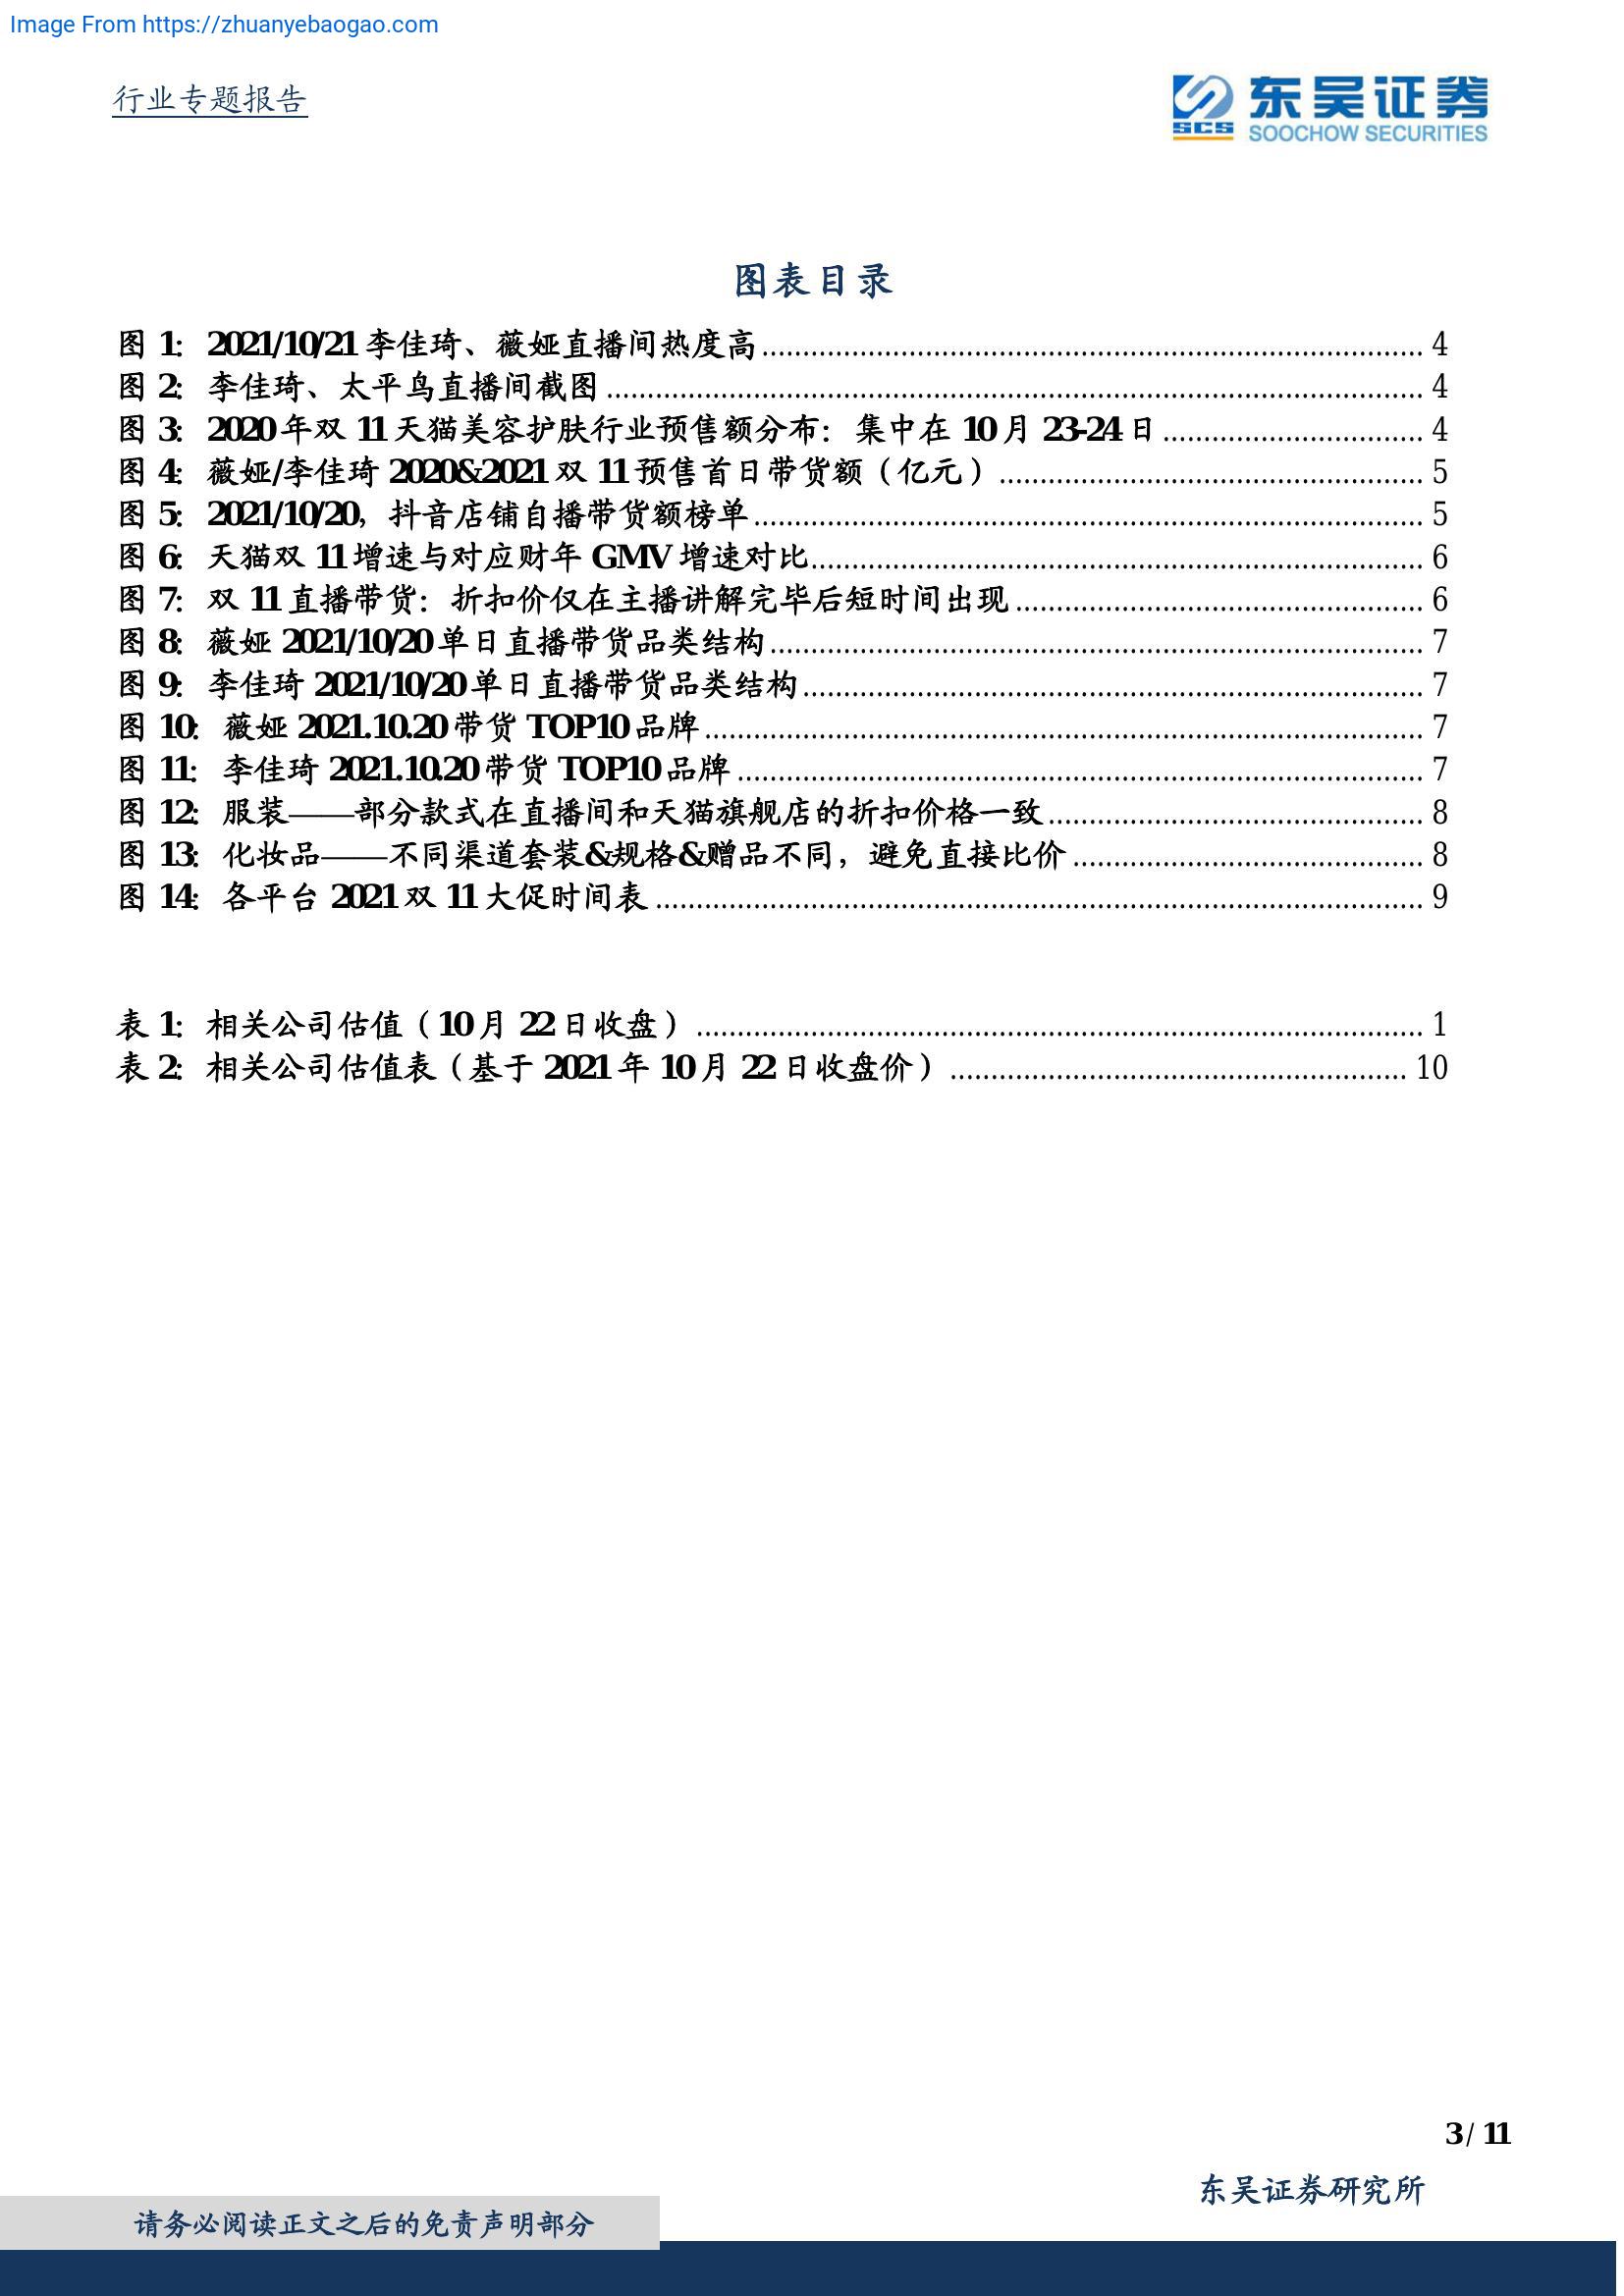 Image From https://zhuanyebaogao.com
行业专题报告
SCS
东吴证券
SOOCHOW SECURITIES
图表目录
图 1: 2021/10/21 李佳琦、薇娅直播间热度高 4
图 2: 李佳琦、太平鸟直播间截图 4
图 3: 2020 年双 11 天猫美容护肤行业预售额分布：集中在 10 月 23-24 日 4
图 4: 薇娅/李佳琦 2020&2021 双 11 预售首日带货额（亿元） 5
图 5: 2021/10/20，抖音店铺自播带货额榜单 5
图 6: 天猫双 11 增速与对应财年 GMV 增速对比 6
图 7: 双 11 直播带货：折扣价仅在主播讲解完毕后短时间出现 6
图 8: 薇娅 2021/10/20 单日直播带货品类结构 7
图 9: 李佳琦 2021/10/20 单日直播带货品类结构 7
图 10: 薇娅 2021.10.20 带货 TOP10 品牌 7
图 11: 李佳琦 2021.10.20 带货 TOP10 品牌 7
图 12: 服装——部分款式在直播间和天猫旗舰店的折扣价格一致 8
图 13: 化妆品——不同渠道套装&规格&赠品不同，避免直接比价 8
图 14: 各平台 2021 双 11 大促时间表 9
表 1: 相关公司估值（10 月 22 日收盘） 1
表 2: 相关公司估值表（基于 2021 年 10 月 22 日收盘价） 10
3 / 11
东吴证券研究所
请务必阅读正文之后的免责声明部分